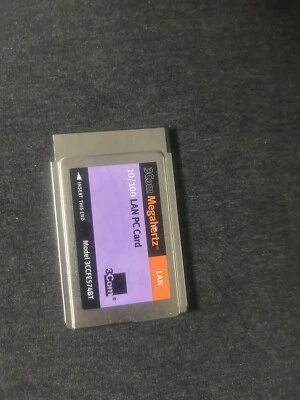 3Com Megahertz®
10/100 LAN PC Card
LAN
3Com®
INSERT THIS END
Model 3CCFE574BT